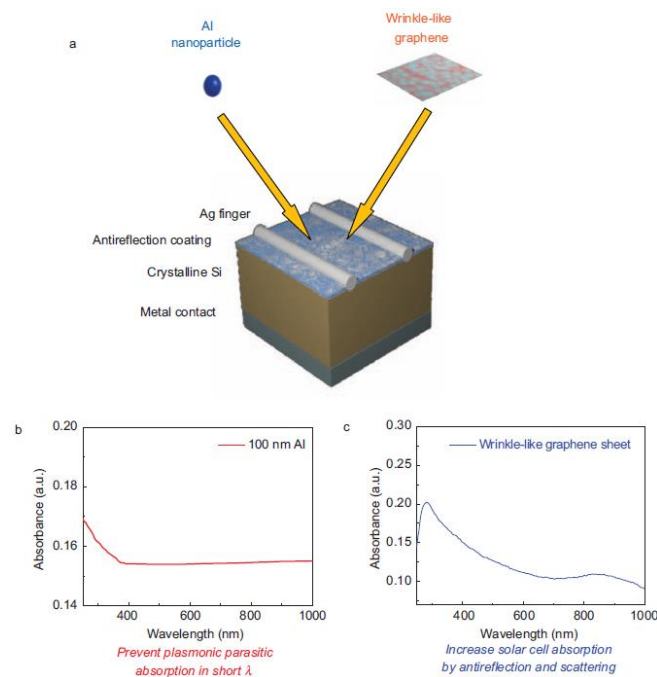 a
Al
nanoparticle
Wrinkle-like
graphene
Ag finger
Antireflection coating
Crystalline Si
Metal contact
b
0.20
0.18
0.16
0.14
Absorbance (a.u.)
100 nm Al
400 600 800 1000
Wavelength (nm)
Prevent plasmonic parasitic
absorption in short λ
c
0.30
0.25
0.20
0.15
0.10
Absorbance (a.u.)
Wrinkle-like graphene sheet
400 600 800 1000
Wavelength (nm)
Increase solar cell absorption
by antireflection and scattering